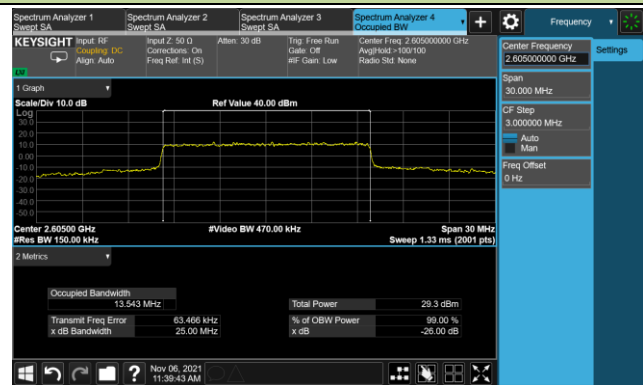 Spectrum Analyzer 1
Swept SA
Spectrum Analyzer 2
Swept SA
Spectrum Analyzer 3
Swept SA
Spectrum Analyzer 4
Occupied BW
+
Frequency
KEYSIGHT
Input: RF
Coupling: DC
Align: Auto
Input Z: 50 Ω
Corrections: On
Freq Ref: Int (S)
Atten: 30 dB
Trig: Free Run
Gate: Off
#IF Gain: Low
Center Freq: 2.605000000 GHz
Avg|Hold:>100/100
Radio Std: None
Center Frequency
2.605000000 GHz
Settings
Span
30.000 MHz
CF Step
3.000000 MHz
Auto
Man
Freq Offset
0 Hz
1 Graph
Scale/Div 10.0 dB
Ref Value 40.00 dBm
Log
30.0
20.0
10.0
0.00
-10.0
-20.0
-30.0
-40.0
-50.0
Center 2.60500 GHz
#Video BW 470.00 kHz
Span 30 MHz
#Res BW 150.00 kHz
Sweep 1.33 ms (2001 pts)
2 Metrics
Occupied Bandwidth
13.543 MHz
Total Power
29.3 dBm
Transmit Freq Error
63.466 kHz
% of OBW Power
99.00 %
x dB Bandwidth
25.00 MHz
x dB
-26.00 dB
?
Nov 06, 2021
11:39:43 AM